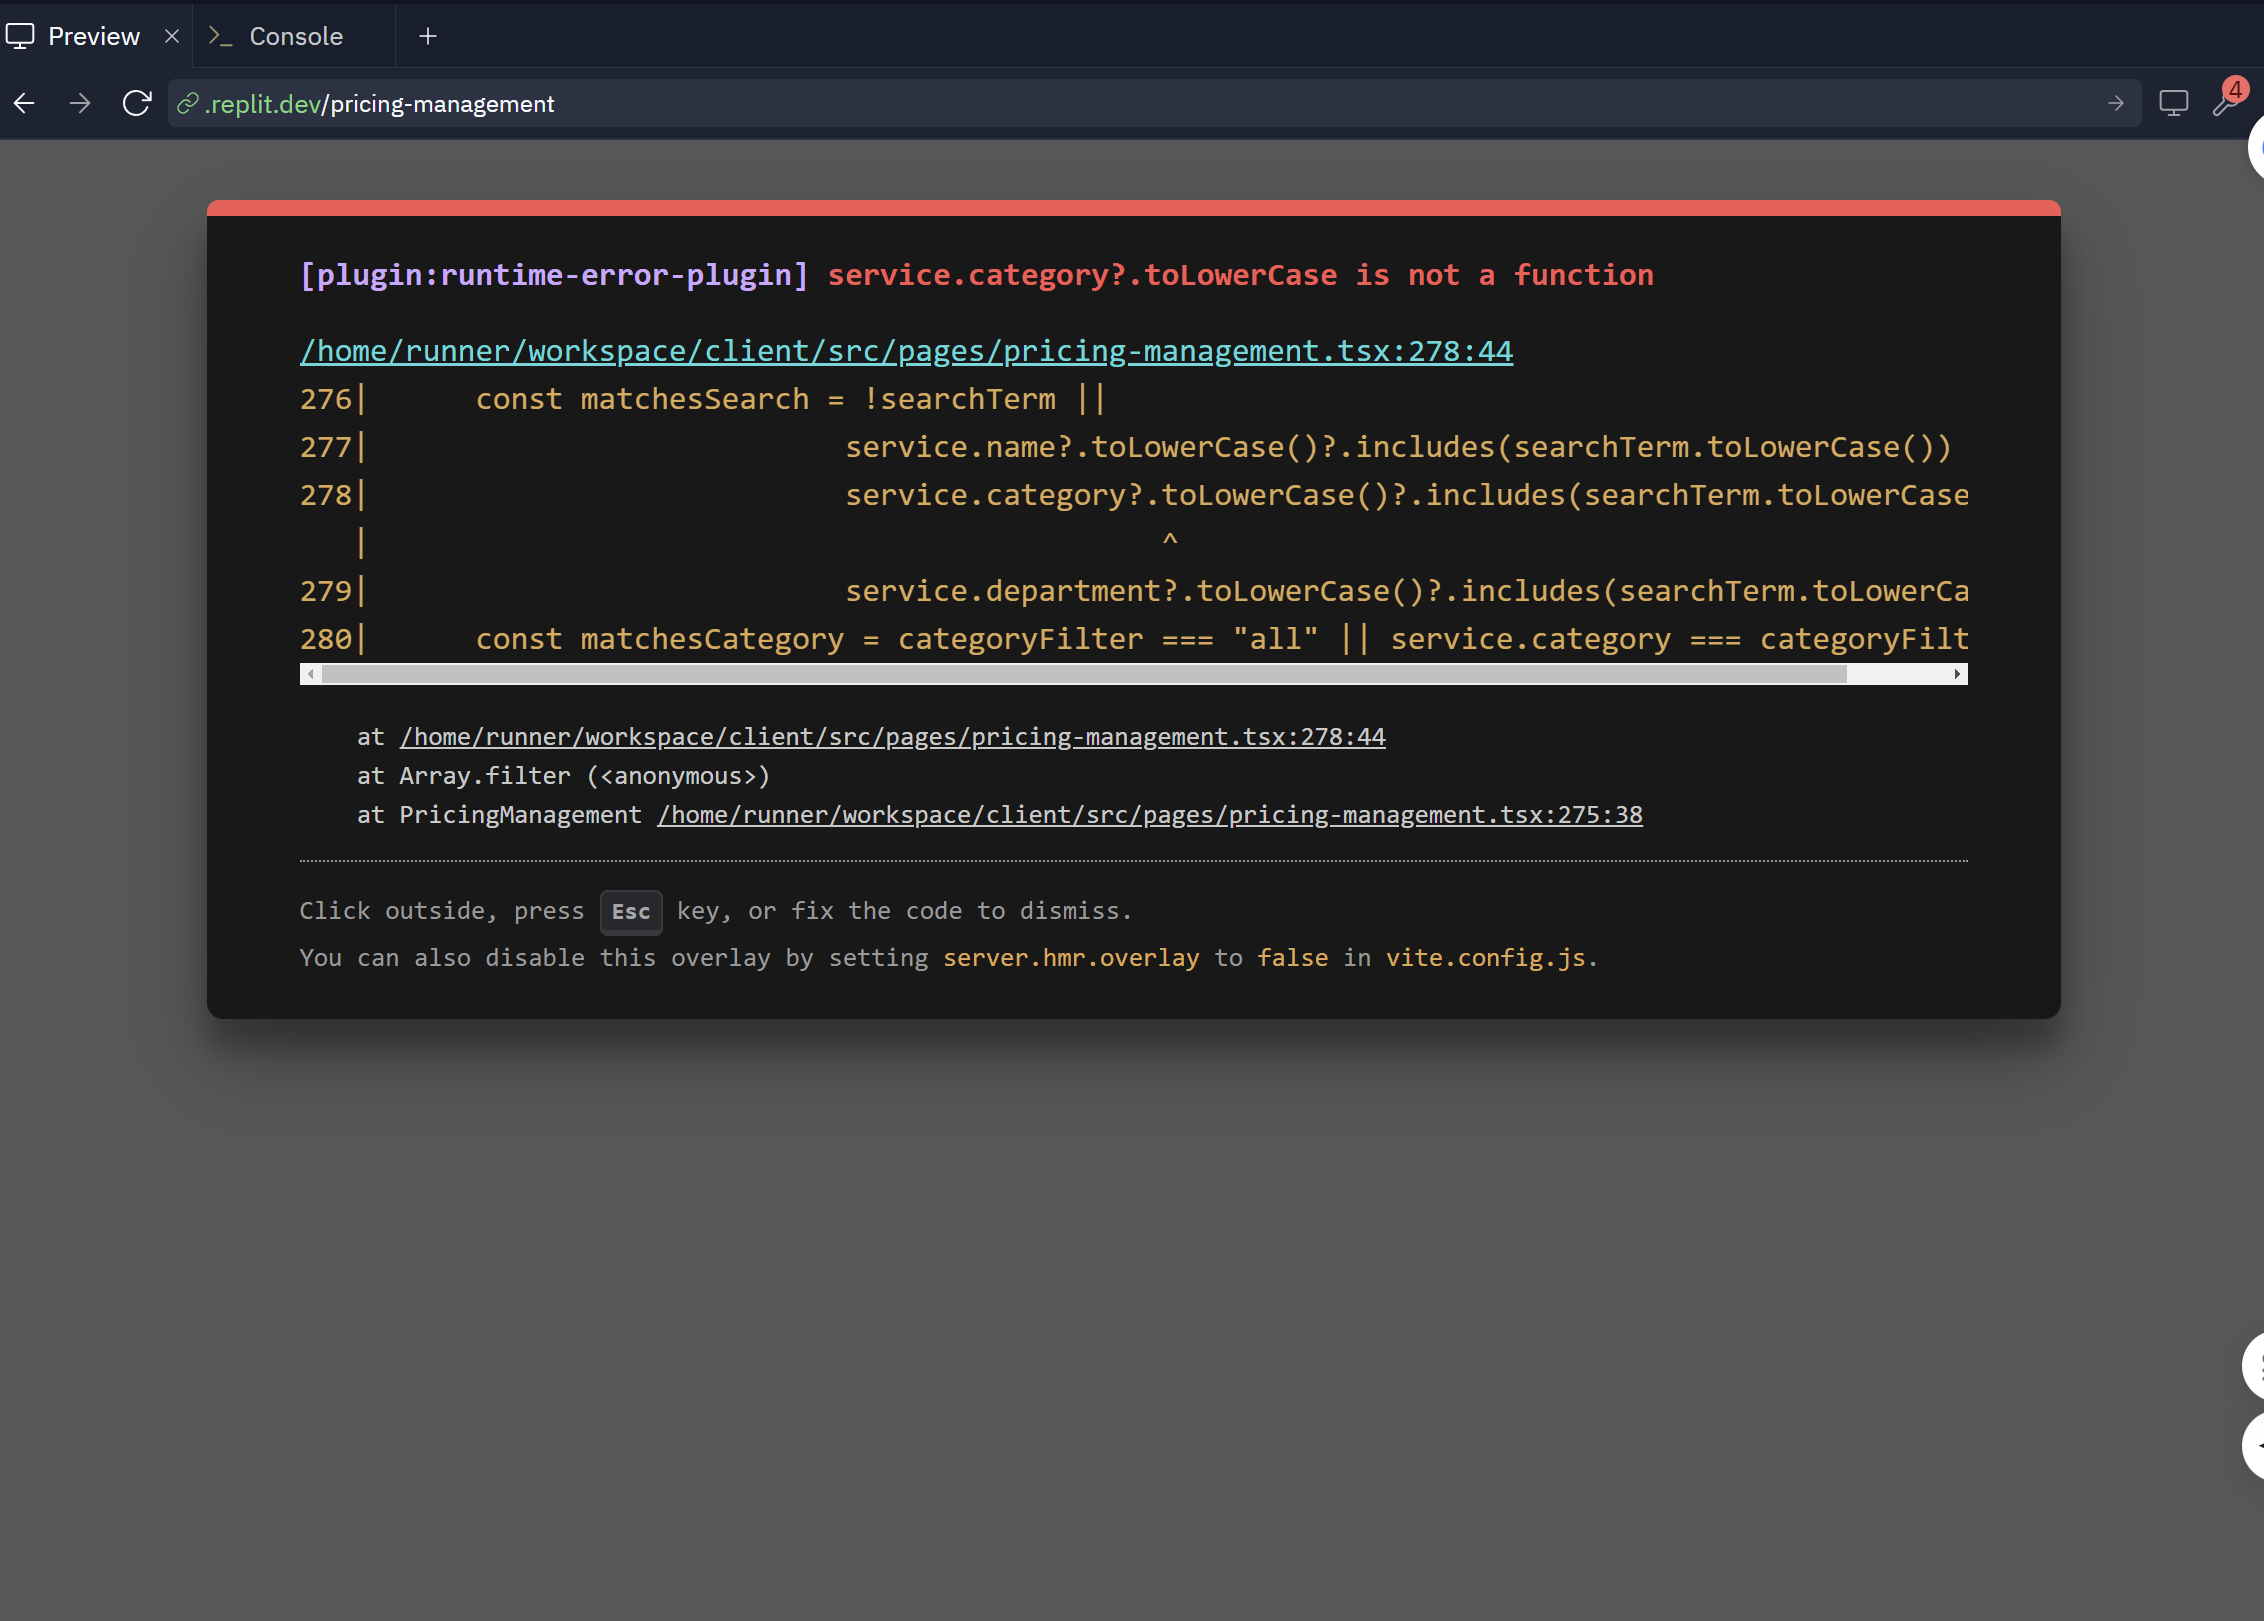 Preview
Console
.replit.dev/pricing-management
4
[plugin:runtime-error-plugin] service.category?.toLowerCase is not a function
/home/runner/workspace/client/src/pages/pricing-management.tsx:278:44
276|      const matchesSearch = !searchTerm ||
277|                           service.name?.toLowerCase()?.includes(searchTerm.toLowerCase())
278|                           service.category?.toLowerCase()?.includes(searchTerm.toLowerCase
|                                             ^
279|                           service.department?.toLowerCase()?.includes(searchTerm.toLowerCa
280|      const matchesCategory = categoryFilter === "all" || service.category === categoryFilt
at /home/runner/workspace/client/src/pages/pricing-management.tsx:278:44
at Array.filter (<anonymous>)
at PricingManagement /home/runner/workspace/client/src/pages/pricing-management.tsx:275:38
Click outside, press Esc key, or fix the code to dismiss.
You can also disable this overlay by setting server.hmr.overlay to false in vite.config.js.